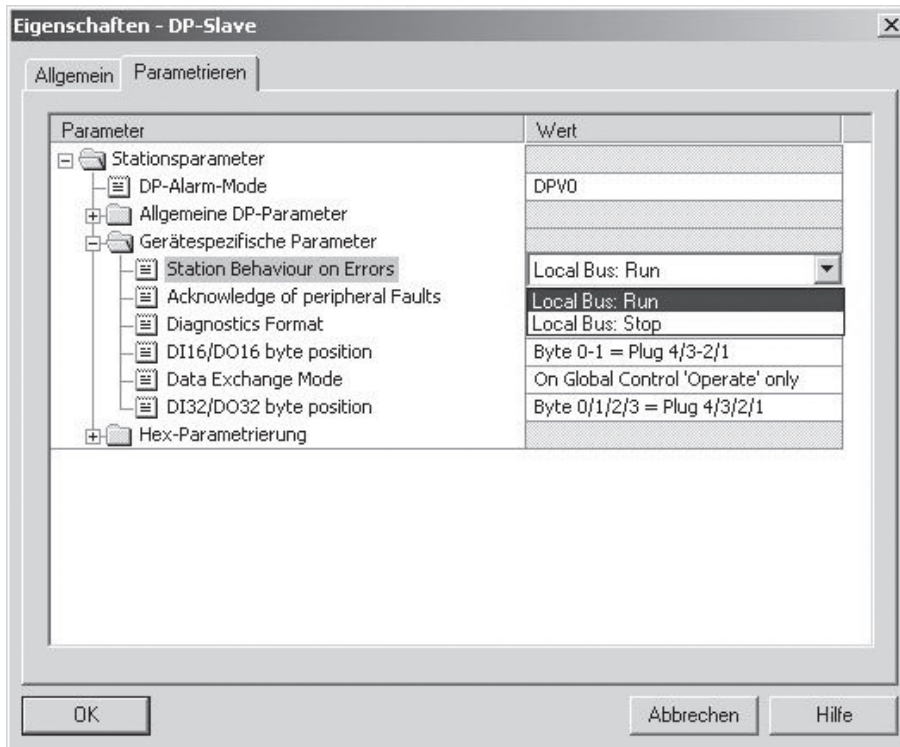 Eigenschaften - DP-Slave
Allgemein Parametrieren
Parameter Wert
Stationsparameter
DP-Alarm-Mode DPV0
Allgemeine DP-Parameter
Gerätespezifische Parameter
Station Behaviour on Errors Local Bus: Run
Acknowledge of peripheral Faults Local Bus: Run
Diagnostics Format Local Bus: Stop
DI16/DO16 byte position Byte 0-1 = Plug 4/3-2/1
Data Exchange Mode On Global Control 'Operate' only
DI32/DO32 byte position Byte 0/1/2/3 = Plug 4/3/2/1
Hex-Parametrierung
OK Abbrechen Hilfe